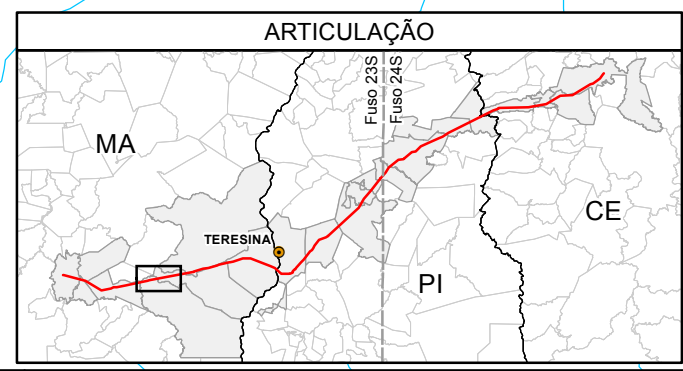 ARTICULAÇÃO
Fuso 23S
Fuso 24S
MA
CE
TERESINA
PI